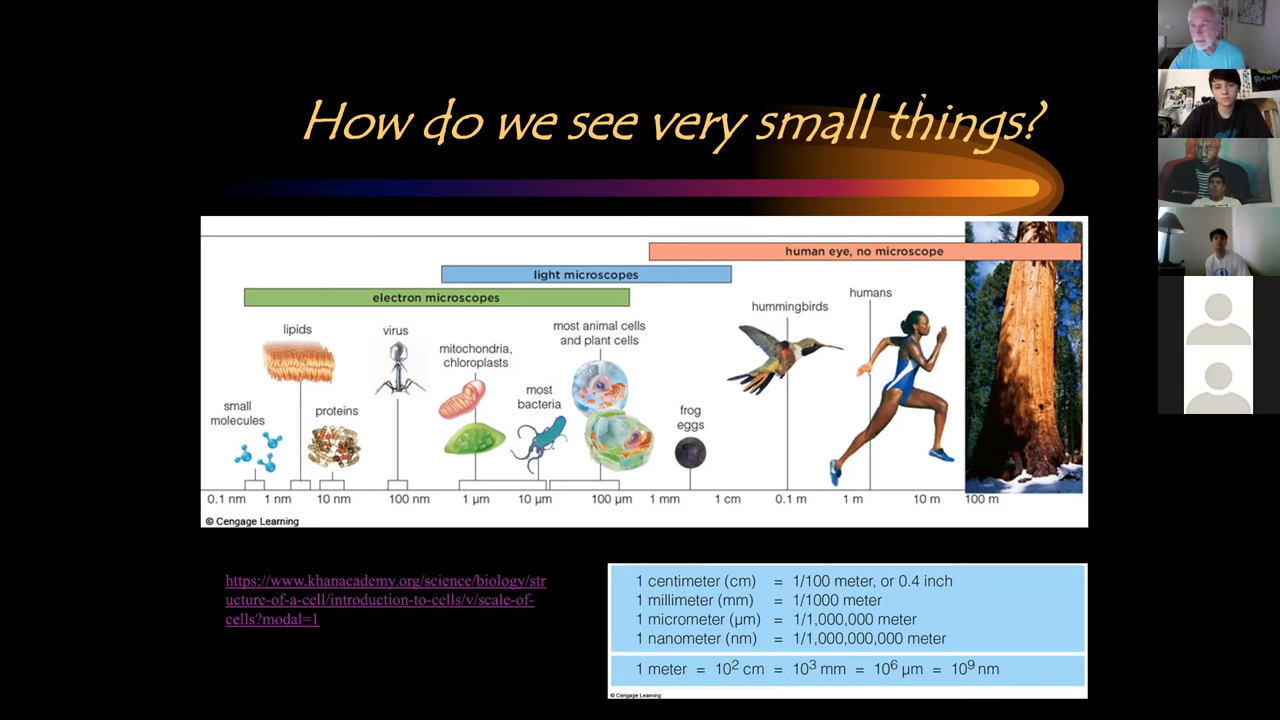 How do we see very small things?
human eye, no microscope
light microscopes
electron microscopes
humans
hummingbirds
lipids
virus
most animal cells
and plant cells
mitochondria,
chloroplasts
most
bacteria
small
molecules
proteins
frog
eggs
0.1 nm 1 nm 10 nm 100 nm 1 µm 10 µm 100 µm 1 mm 1 cm 0.1 m 1 m 10 m 100 m
© Cengage Learning
https://www.khanacademy.org/science/biology/str
ucture-of-a-cell/introduction-to-cells/v/scale-of-
cells?modal=1
1 centimeter (cm) = 1/100 meter, or 0.4 inch
1 millimeter (mm) = 1/1000 meter
1 micrometer (µm) = 1/1,000,000 meter
1 nanometer (nm) = 1/1,000,000,000 meter
1 meter = 10² cm = 10³ mm = 10⁶ µm = 10⁹ nm
© Cengage Learning